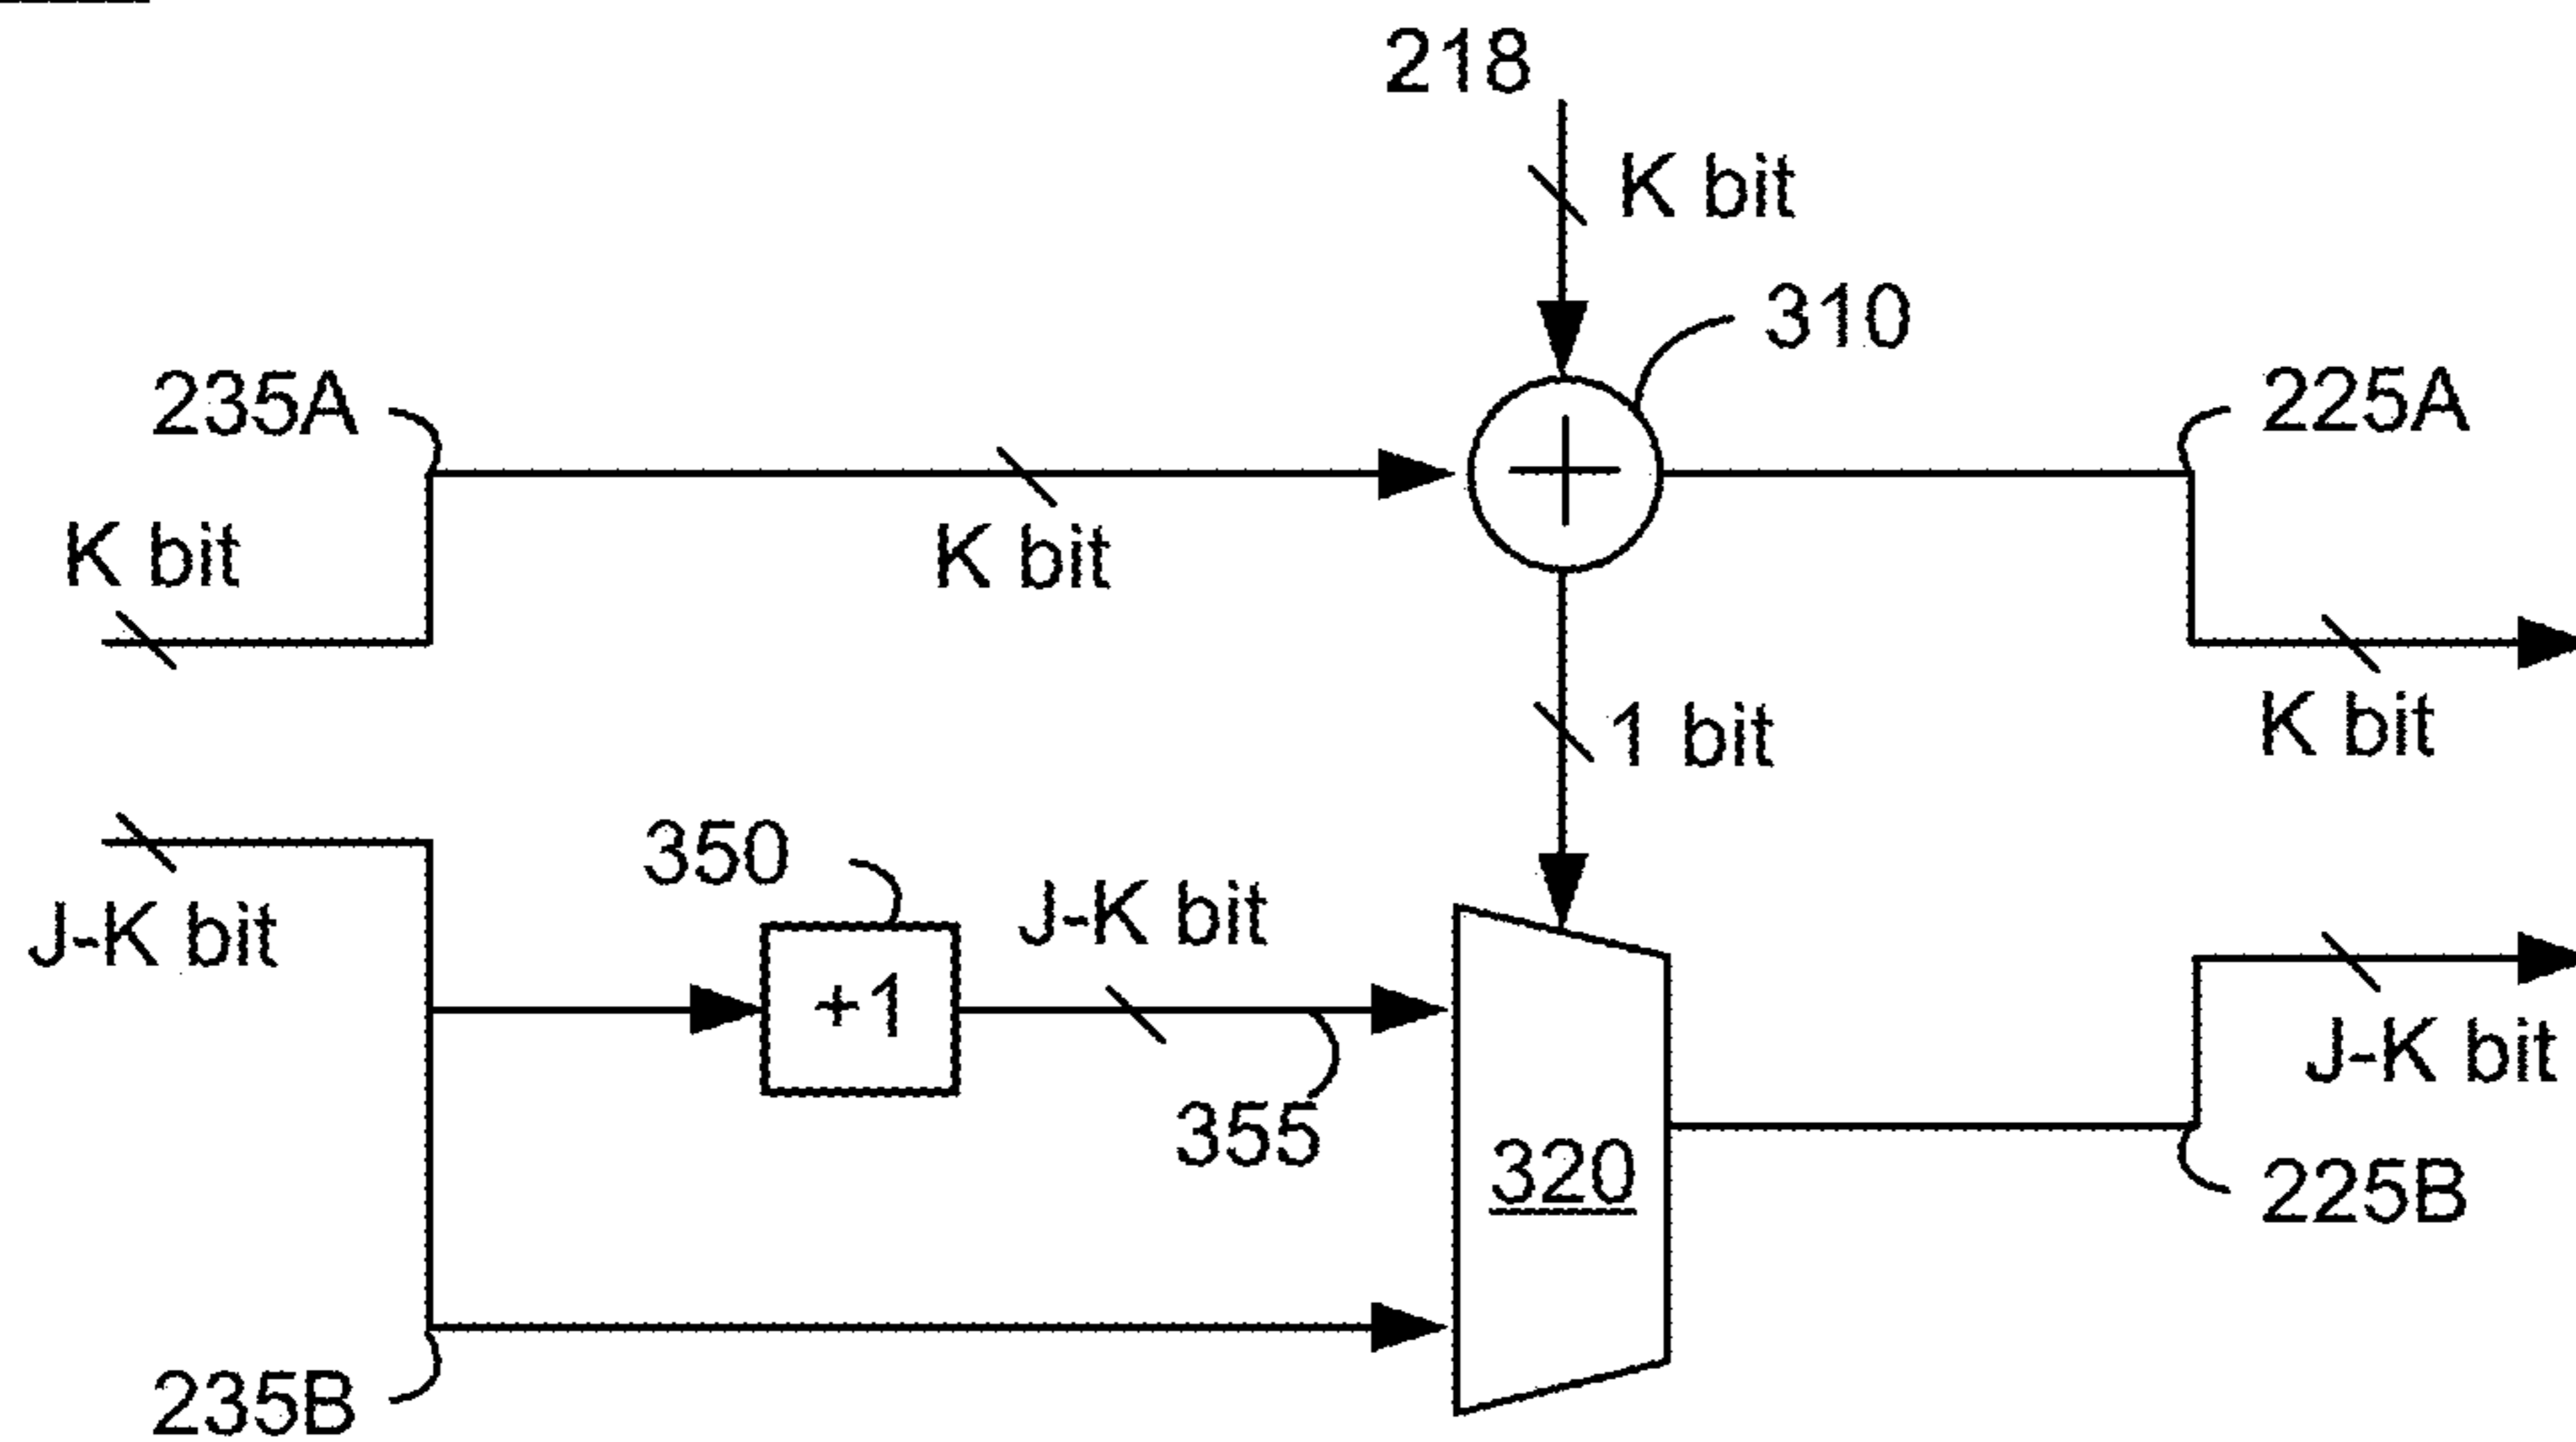 218
K bit
310
235A
225A
K bit
K bit
K bit
1 bit
350
J-K bit
J-K bit
+1
J-K bit
355
320
225B
235B